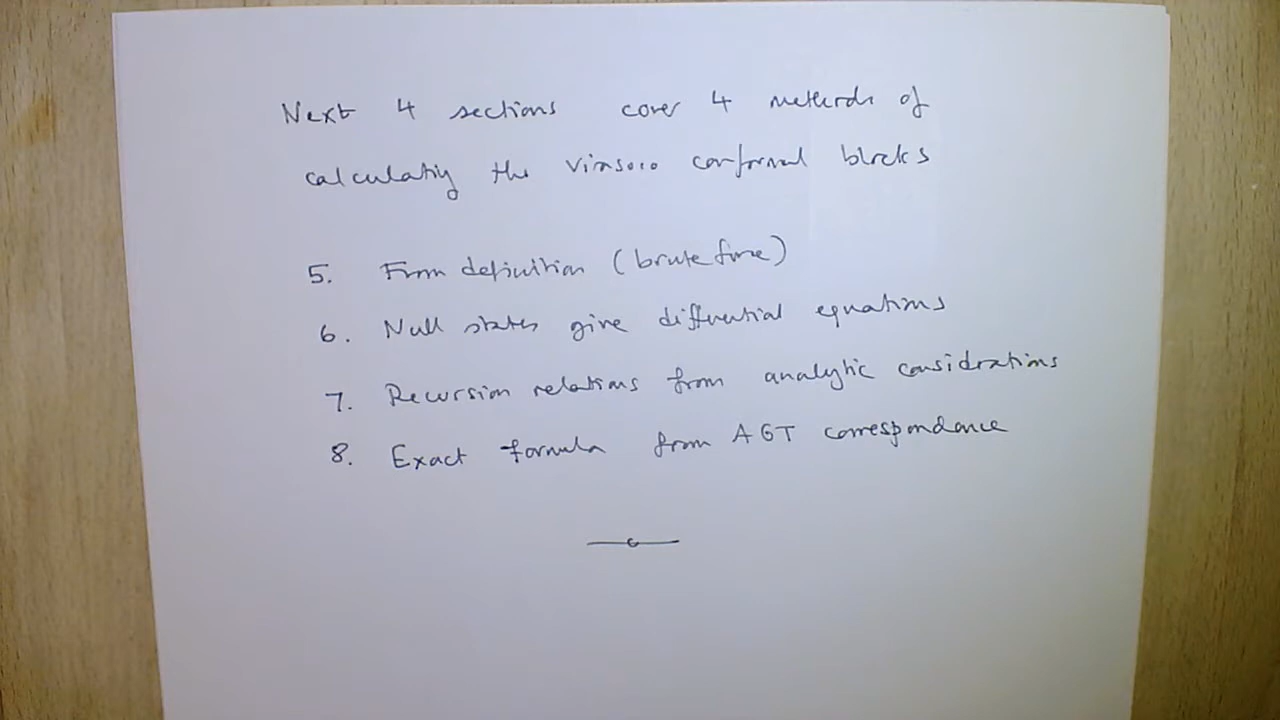 Next 4 sections cover 4 methods of
calculating the Virasoro conformal blocks
5. From definition (brute force)
6. Null states give differential equations
7. Recursion relations from analytic considerations
8. Exact formula from AGT correspondence